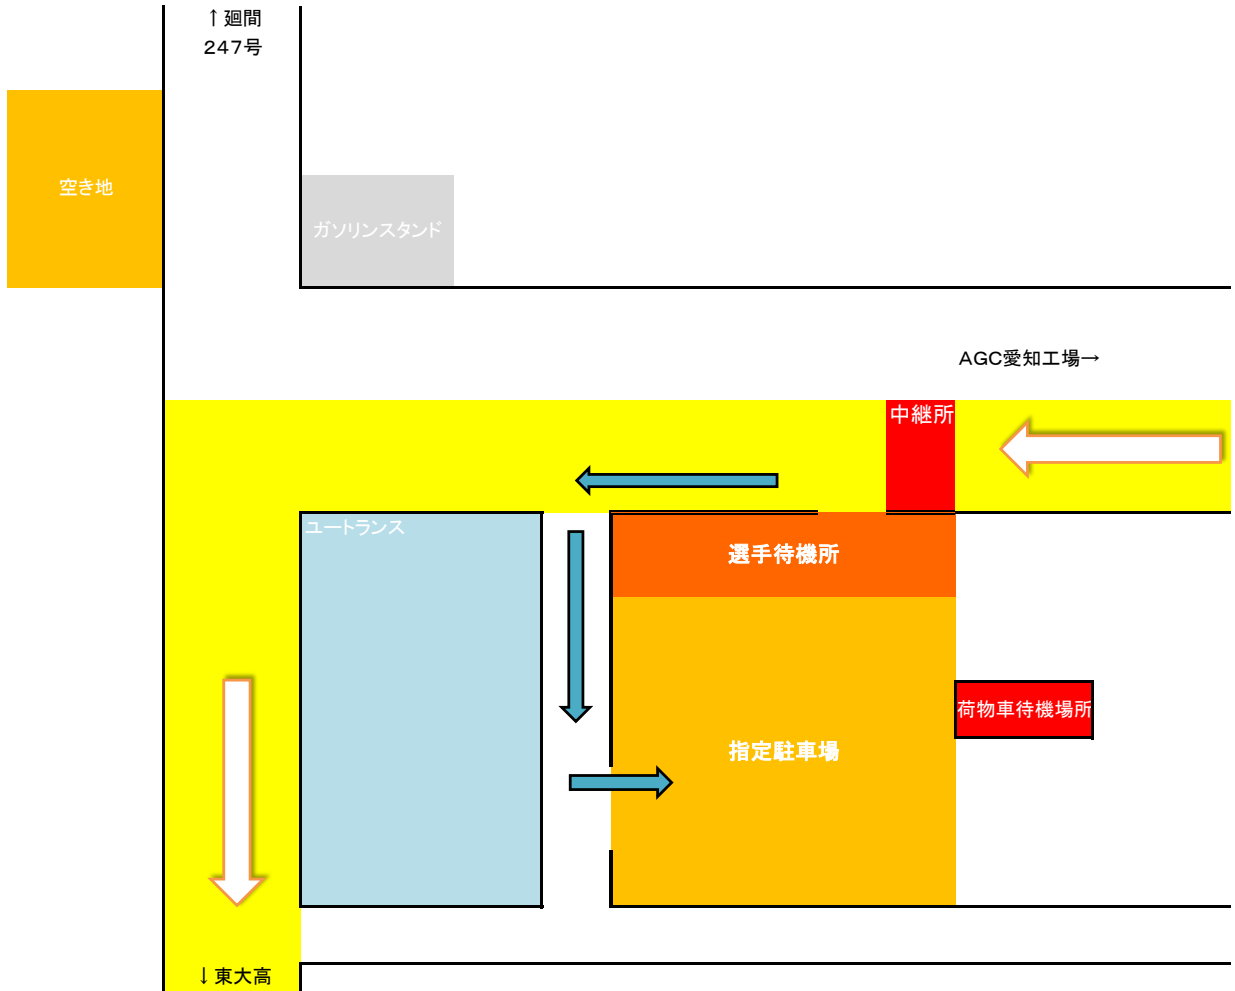 ↑廻間
247号
空き地
ガソリンスタンド
AGC愛知工場→
中継所
ユートランス
選手待機所
荷物車待機場所
指定駐車場
↓東大高